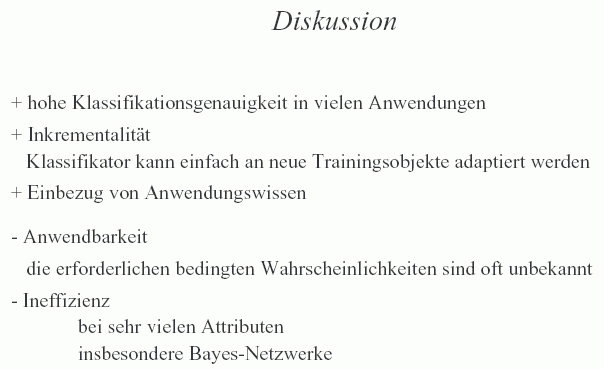 Diskussion
+ hohe Klassifikationsgenauigkeit in vielen Anwendungen
+ Inkrementalität
Klassifikator kann einfach an neue Trainingsobjekte adaptiert werden
+ Einbezug von Anwendungswissen
- Anwendbarkeit
die erforderlichen bedingten Wahrscheinlichkeiten sind oft unbekannt
- Ineffizienz
bei sehr vielen Attributen
insbesondere Bayes-Netzwerke